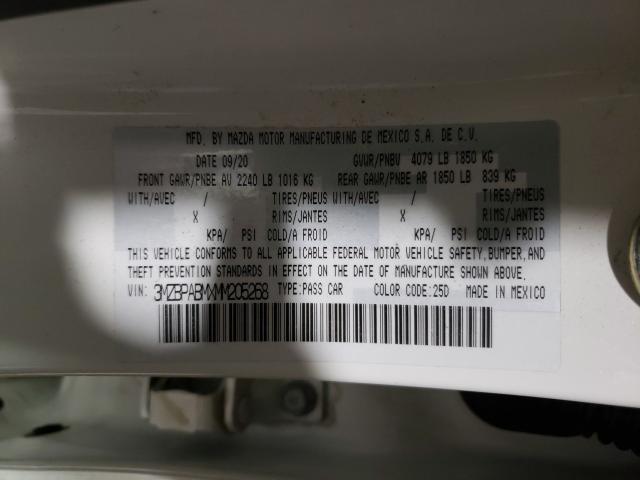 MFD. BY MAZDA MOTOR MANUFACTURING DE MEXICO S.A. DE C.V.
DATE 09/20 GVWR/PNBV 4079 LB 1850 KG
FRONT GAWR/PNBE AV 2240 LB 1016 KG REAR GAWR/PNBE AR 1850 LB 839 KG
WITH/AVEC / TIRES/PNEUS WITH/AVEC / TIRES/PNEUS
X RIMS/JANTES X RIMS/JANTES
KPA/ PSI COLD/A FROID KPA/ PSI COLD/A FROID
THIS VEHICLE CONFORMS TO ALL APPLICABLE FEDERAL MOTOR VEHICLE SAFETY, BUMPER, AND
THEFT PREVENTION STANDARDS IN EFFECT ON THE DATE OF MANUFACTURE SHOWN ABOVE.
VIN: 3MZBPABMXMM205268 TYPE:PASS CAR COLOR CODE:25D MADE IN MEXICO